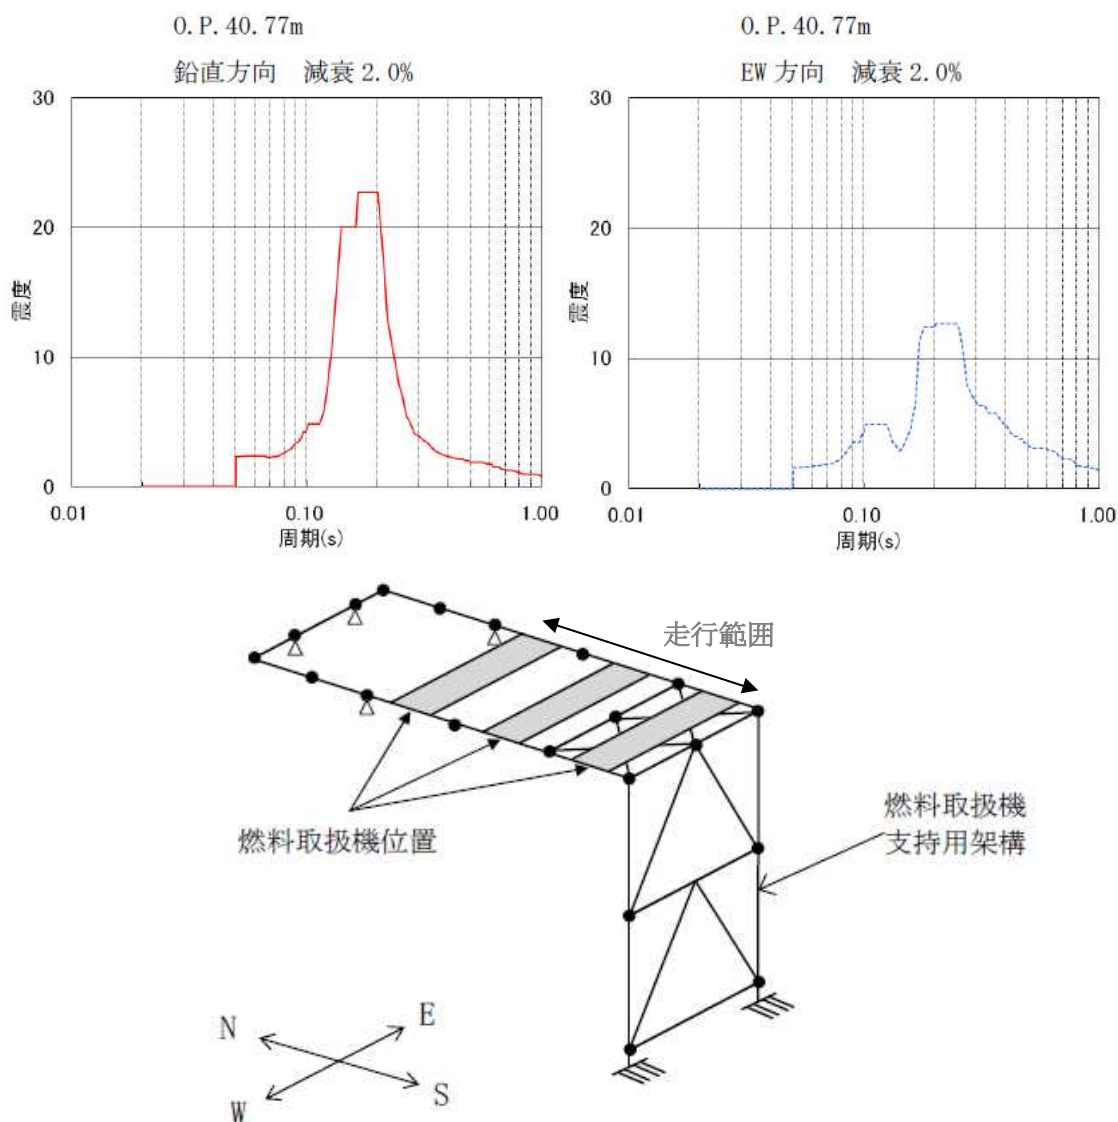 O.P.40.77m
鉛直方向 減衰2.0%
30
20
10
0
震度
0.01
0.10
1.00
周期(s)
O.P.40.77m
EW方向 減衰2.0%
30
20
10
0
震度
0.01
0.10
1.00
周期(s)
走行範囲
燃料取扱機位置
燃料取扱機
支持用架構
N
E
W
S